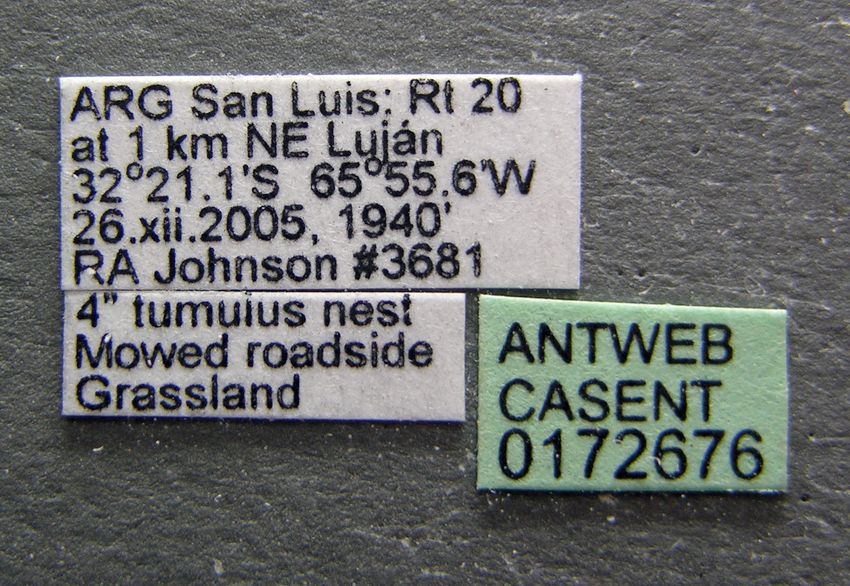 ARG San Luis: Rt 20
at 1 km NE Luján
32°21.1'S 65°55.6'W
26.xii.2005, 1940'
RA Johnson #3681
4" tumulus nest
Mowed roadside
Grassland
ANTWEB
CASENT
0172676